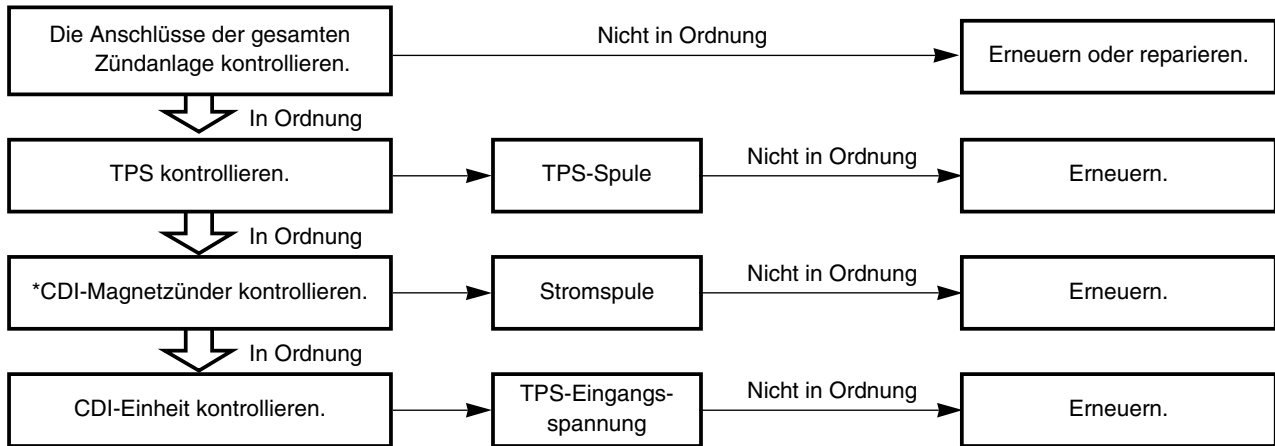 Die Anschlüsse der gesamten
Zündanlage kontrollieren.
Nicht in Ordnung
Erneuern oder reparieren.
In Ordnung
TPS kontrollieren.
TPS-Spule
Nicht in Ordnung
Erneuern.
In Ordnung
*CDI-Magnetzünder kontrollieren.
Stromspule
Nicht in Ordnung
Erneuern.
In Ordnung
CDI-Einheit kontrollieren.
TPS-Eingangs-
spannung
Nicht in Ordnung
Erneuern.